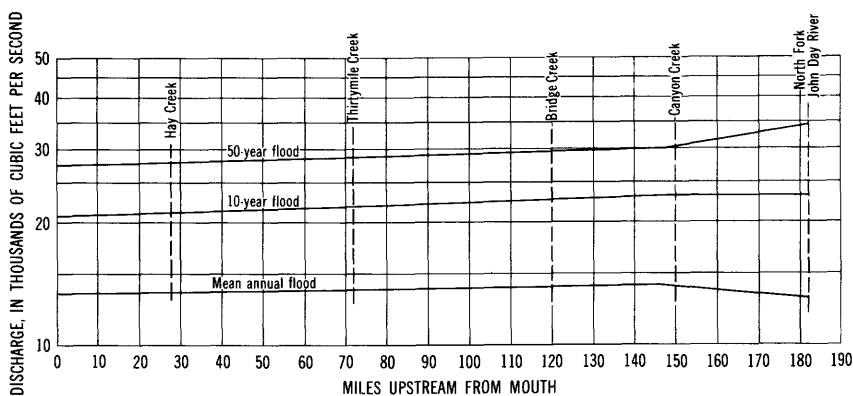 DISCHARGE, IN THOUSANDS OF CUBIC FEET PER SECOND
50
40
30
20
10
Hay Creek
Thirtymile Creek
Bridge Creek
Canyon Creek
North Fork
John Day River
50-year flood
10-year flood
Mean annual flood
0 10 20 30 40 50 60 70 80 90 100 110 120 130 140 150 160 170 180 190
MILES UPSTREAM FROM MOUTH